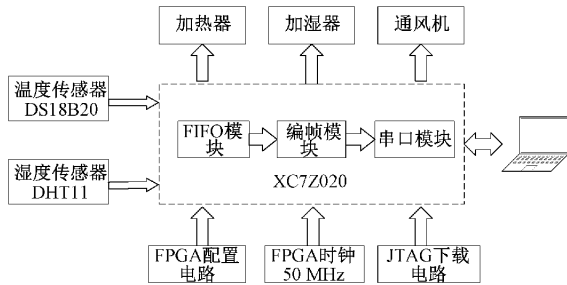 加热器
加湿器
通风机
温度传感器
DS18B20
FIFO模块
编帧模块
串口模块
湿度传感器
DHT11
XC7Z020
FPGA配置
电路
FPGA时钟
50 MHz
JTAG下载
电路